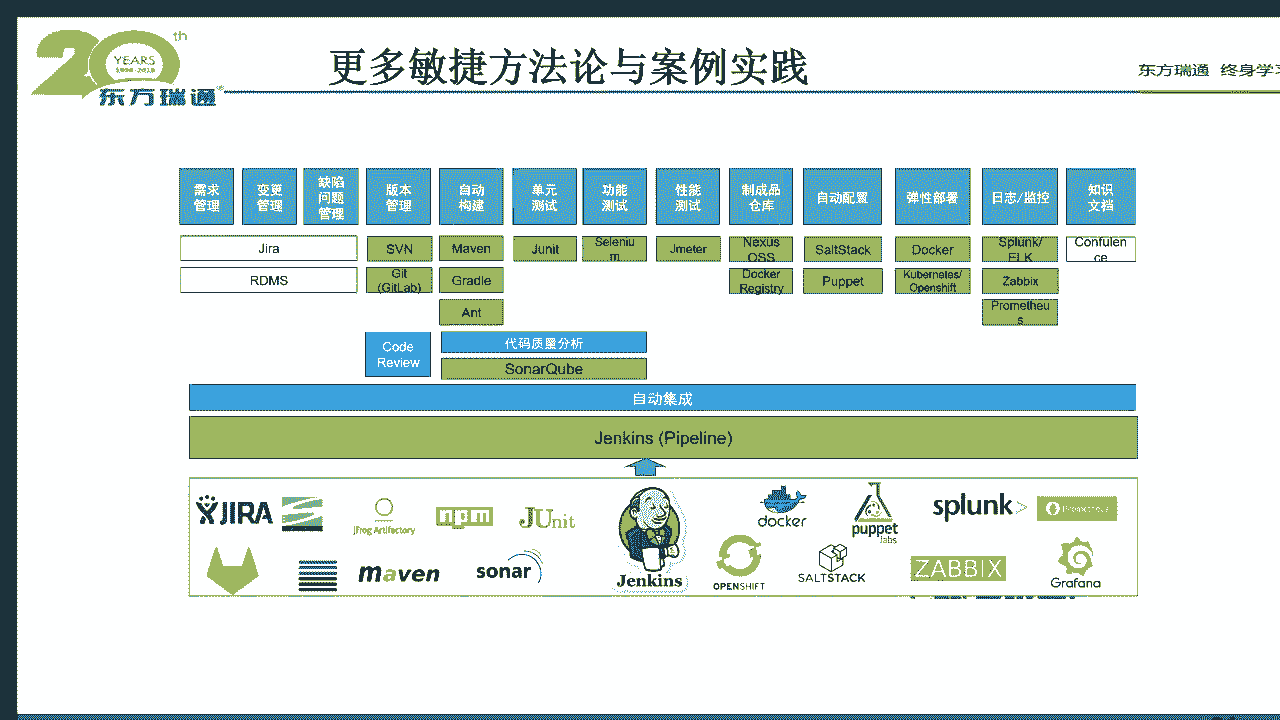 20th
YEARS
东方瑞通®
更多敏捷方法论与案例实践
东方瑞通 终身学习
需求
管理
变更
管理
缺陷
问题
管理
版本
管理
自动
构建
单元
测试
功能
测试
性能
测试
制成品
仓库
自动配置
弹性部署
日志/监控
知识
文档
Jira
SVN
Maven
Junit
Seleniu
m
Jmeter
Nexus
OSS
SaltStack
Docker
Splunk/
ELK
Confulen
ce
RDMS
Git
(GitLab)
Gradle
Docker
Registry
Puppet
Kubernetes/
Openshift
Zabbix
Ant
Prometheu
s
Code
Review
代码质量分析
SonarQube
自动集成
Jenkins (Pipeline)
JIRA
JFrog Artifactory
npm
JUnit
Jenkins
docker
puppet
labs
splunk>
Prometheus
maven
sonar
OPENSHIFT
SALTSTACK
ZABBIX
Grafana